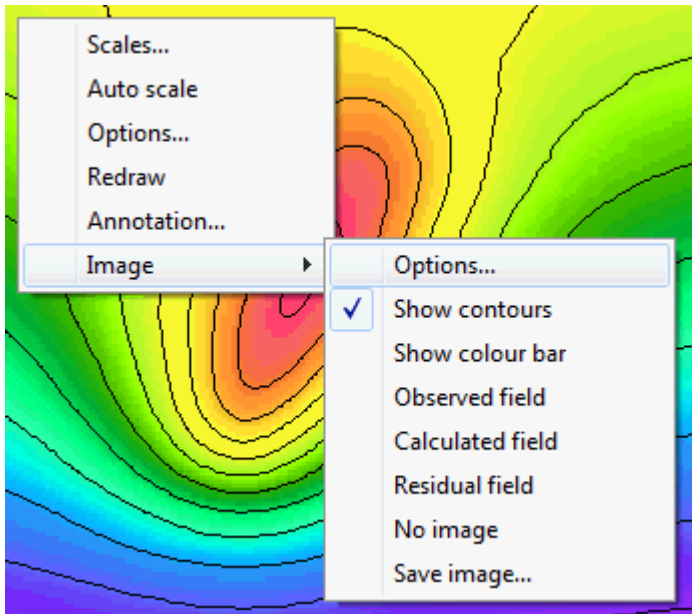 Scales...
Auto scale
Options...
Redraw
Annotation...
Image
Options...
Show contours
Show colour bar
Observed field
Calculated field
Residual field
No image
Save image...